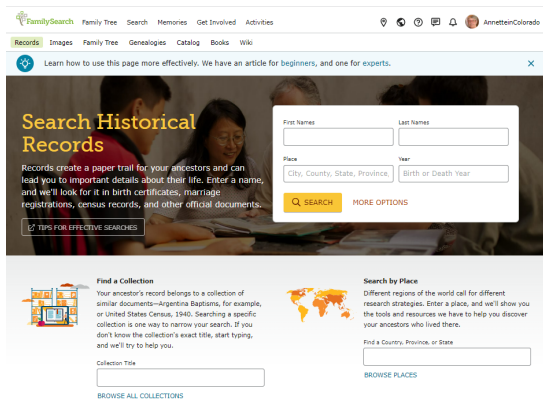 FamilySearch Family Tree Search Memories Get Involved Activities AnnetteinColorado
Records Images Family Tree Genealogies Catalog Books Wiki
Learn how to use this page more effectively. We have an article for beginners, and one for experts.
Search Historical
Records
Records create a paper trail for your ancestors and can
lead you to important details about their life. Enter a name,
and we'll look for it in birth certificates, marriage
registrations, census records, and other official documents.
TIPS FOR EFFECTIVE SEARCHES
First Names Last Names
Place Year
City, County, State, Province, Birth or Death Year
SEARCH MORE OPTIONS
Find a Collection
Your ancestor's record belongs to a collection of
similar documents—Argentina Baptisms, for example,
or United States Census, 1940. Searching a specific
collection is one way to narrow your search. If you
don't know the collection's exact title, start typing,
and we'll try to help you.
Collection Title
BROWSE ALL COLLECTIONS
Search by Place
Different regions of the world call for different
research strategies. Enter a place, and we'll show you
the tools and resources we have to help you discover
your ancestors who lived there.
Find a Country, Province, or State
BROWSE PLACES